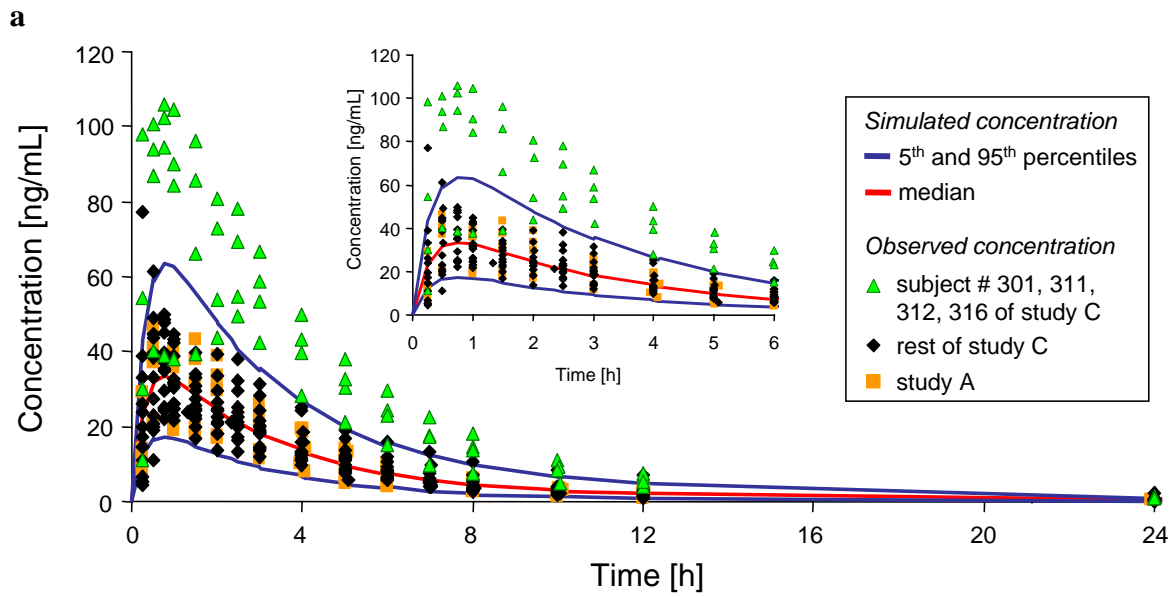 a
120
100
80
60
40
20
0
Concentration [ng/mL]
0
4
8
12
16
20
24
Time [h]
120
100
80
60
40
20
0
Concentration [ng/mL]
0
1
2
3
4
5
6
Time [h]
Simulated concentration
5th and 95th percentiles
median
Observed concentration
subject # 301, 311,
312, 316 of study C
rest of study C
study A